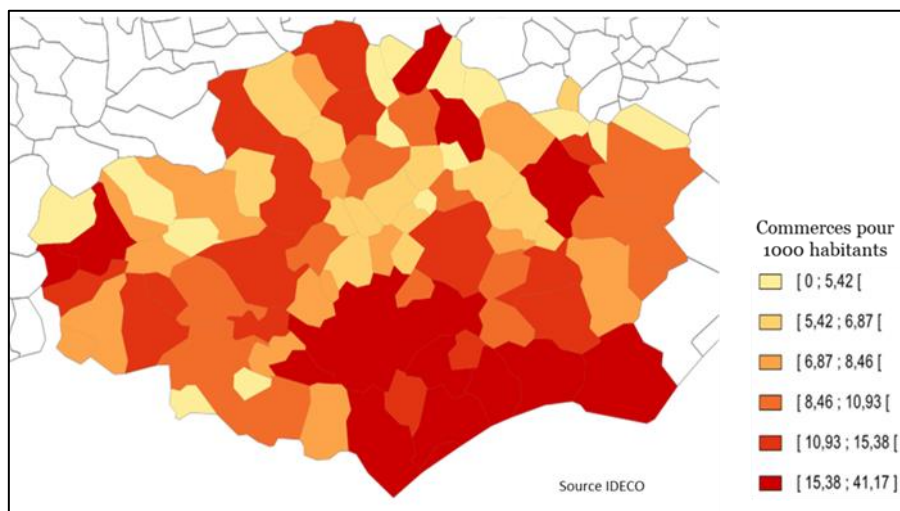 Commerces pour
1000 habitants
[ 0 ; 5,42 [
[ 5,42 ; 6,87 [
[ 6,87 ; 8,46 [
[ 8,46 ; 10,93 [
[ 10,93 ; 15,38 [
[ 15,38 ; 41,17 ]
Source IDECO